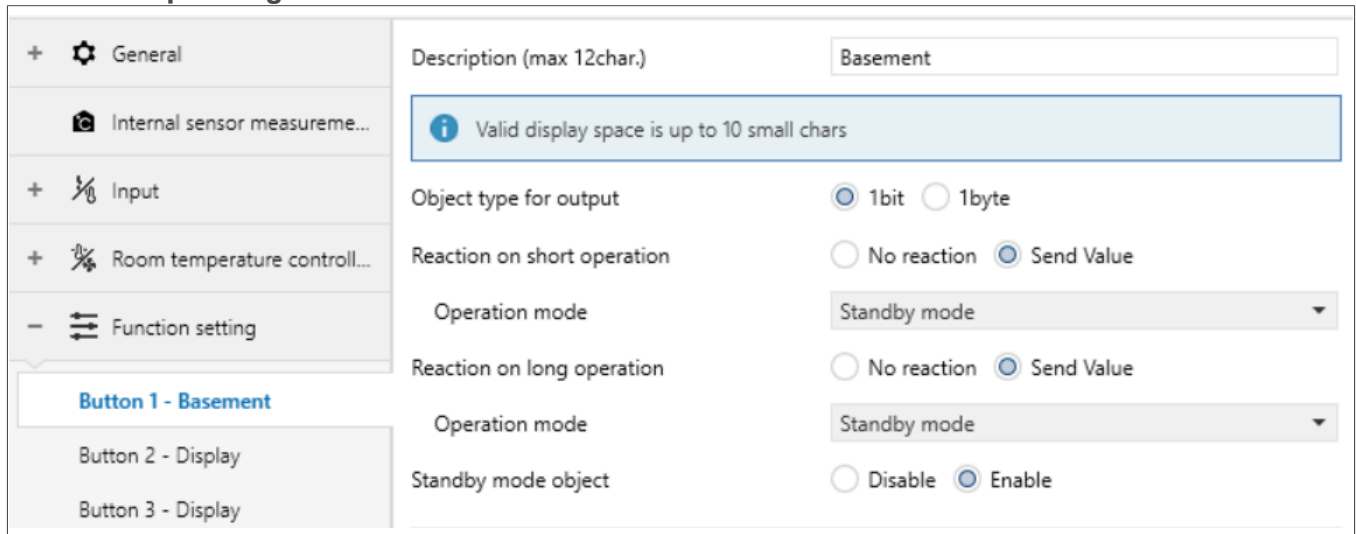 General
Internal sensor measureme...
Input
Room temperature controll...
Function setting
Button 1 - Basement
Button 2 - Display
Button 3 - Display
Description (max 12char.) Basement
Valid display space is up to 10 small chars
Object type for output 1bit 1byte
Reaction on short operation No reaction Send Value
Operation mode Standby mode
Reaction on long operation No reaction Send Value
Operation mode Standby mode
Standby mode object Disable Enable